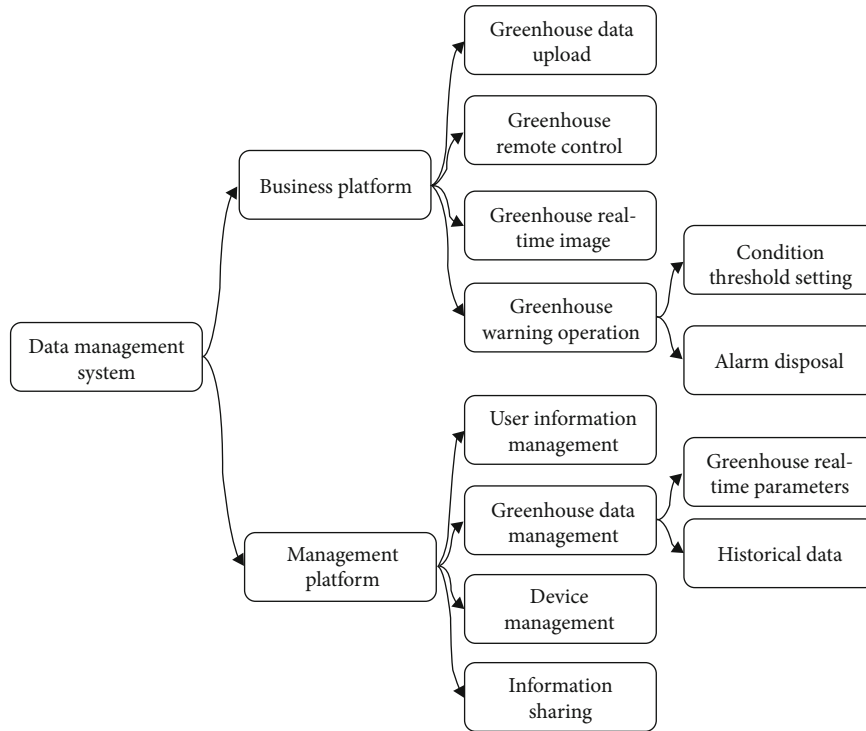 Greenhouse data
upload
Greenhouse
remote control
Business platform
Greenhouse real-
time image
Condition
threshold setting
Greenhouse
warning operation
Data management
system
Alarm disposal
User information
management
Greenhouse real-
time parameters
Greenhouse data
management
Management
platform
Historical data
Device
management
Information
sharing